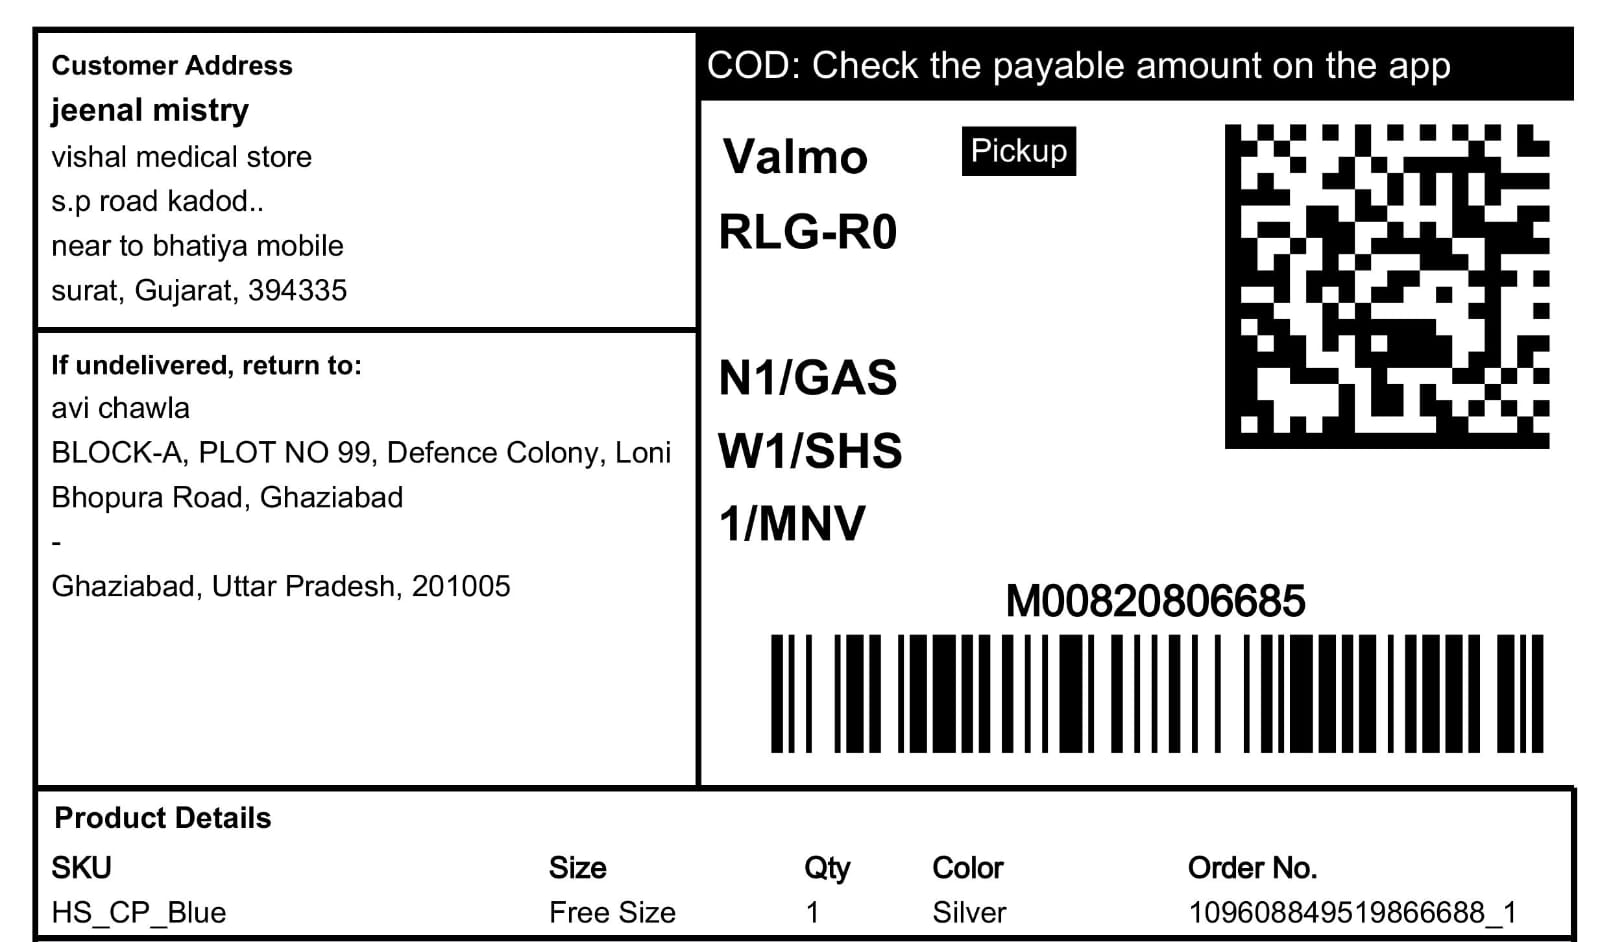 Customer Address
jeenal mistry
vishal medical store
s.p road kadod..
near to bhatiya mobile
surat, Gujarat, 394335
If undelivered, return to:
avi chawla
BLOCK-A, PLOT NO 99, Defence Colony, Loni
Bhopura Road, Ghaziabad
-
Ghaziabad, Uttar Pradesh, 201005
COD: Check the payable amount on the app
Valmo Pickup
RLG-R0
N1/GAS
W1/SHS
1/MNV
M00820806685
Product Details
SKU Size Qty Color Order No.
HS_CP_Blue Free Size 1 Silver 109608849519866688_1